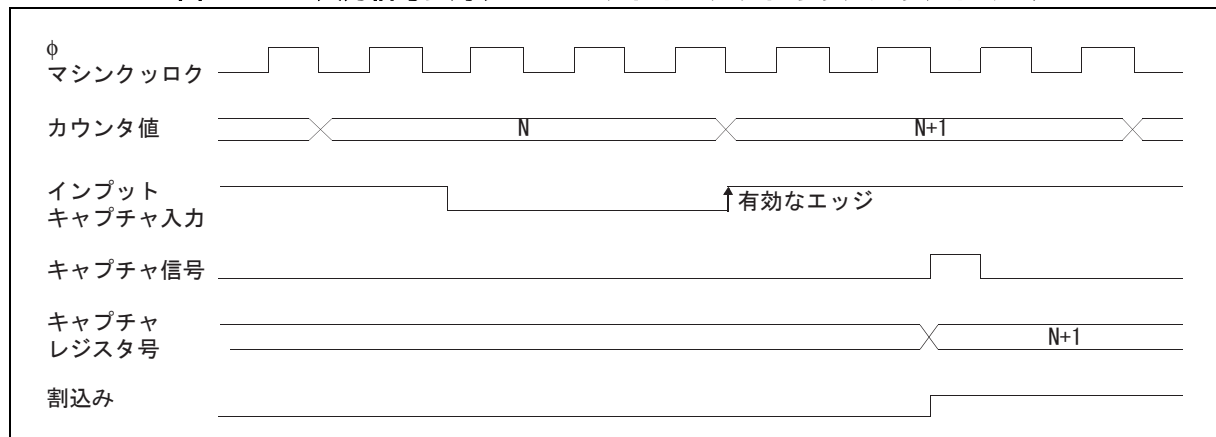 φ
マシンクッロク
カウンタ値
N
N+1
インプット
キャプチャ入力
有効なエッジ
キャプチャ信号
キャプチャ
レジスタ号
N+1
割込み